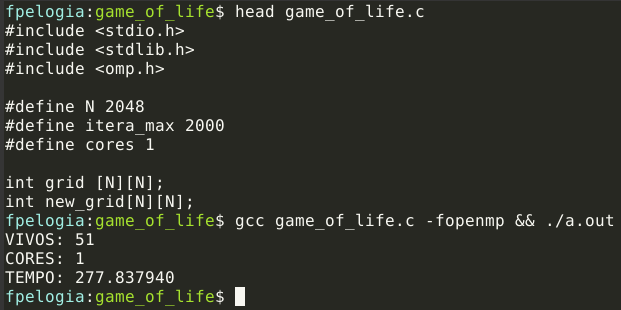 fpelogia:game_of_life$ head game_of_life.c
#include <stdio.h>
#include <stdlib.h>
#include <omp.h>
#define N 2048
#define itera_max 2000
#define cores 1
int grid [N][N];
int new_grid[N][N];
fpelogia:game_of_life$ gcc game_of_life.c -fopenmp && ./a.out
VIVOS: 51
CORES: 1
TEMPO: 277.837940
fpelogia:game_of_life$